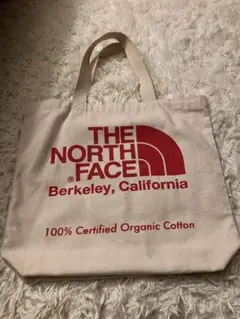 THE
NORTH
FACE
®
Berkeley, California
100% Certified Organic Cotton